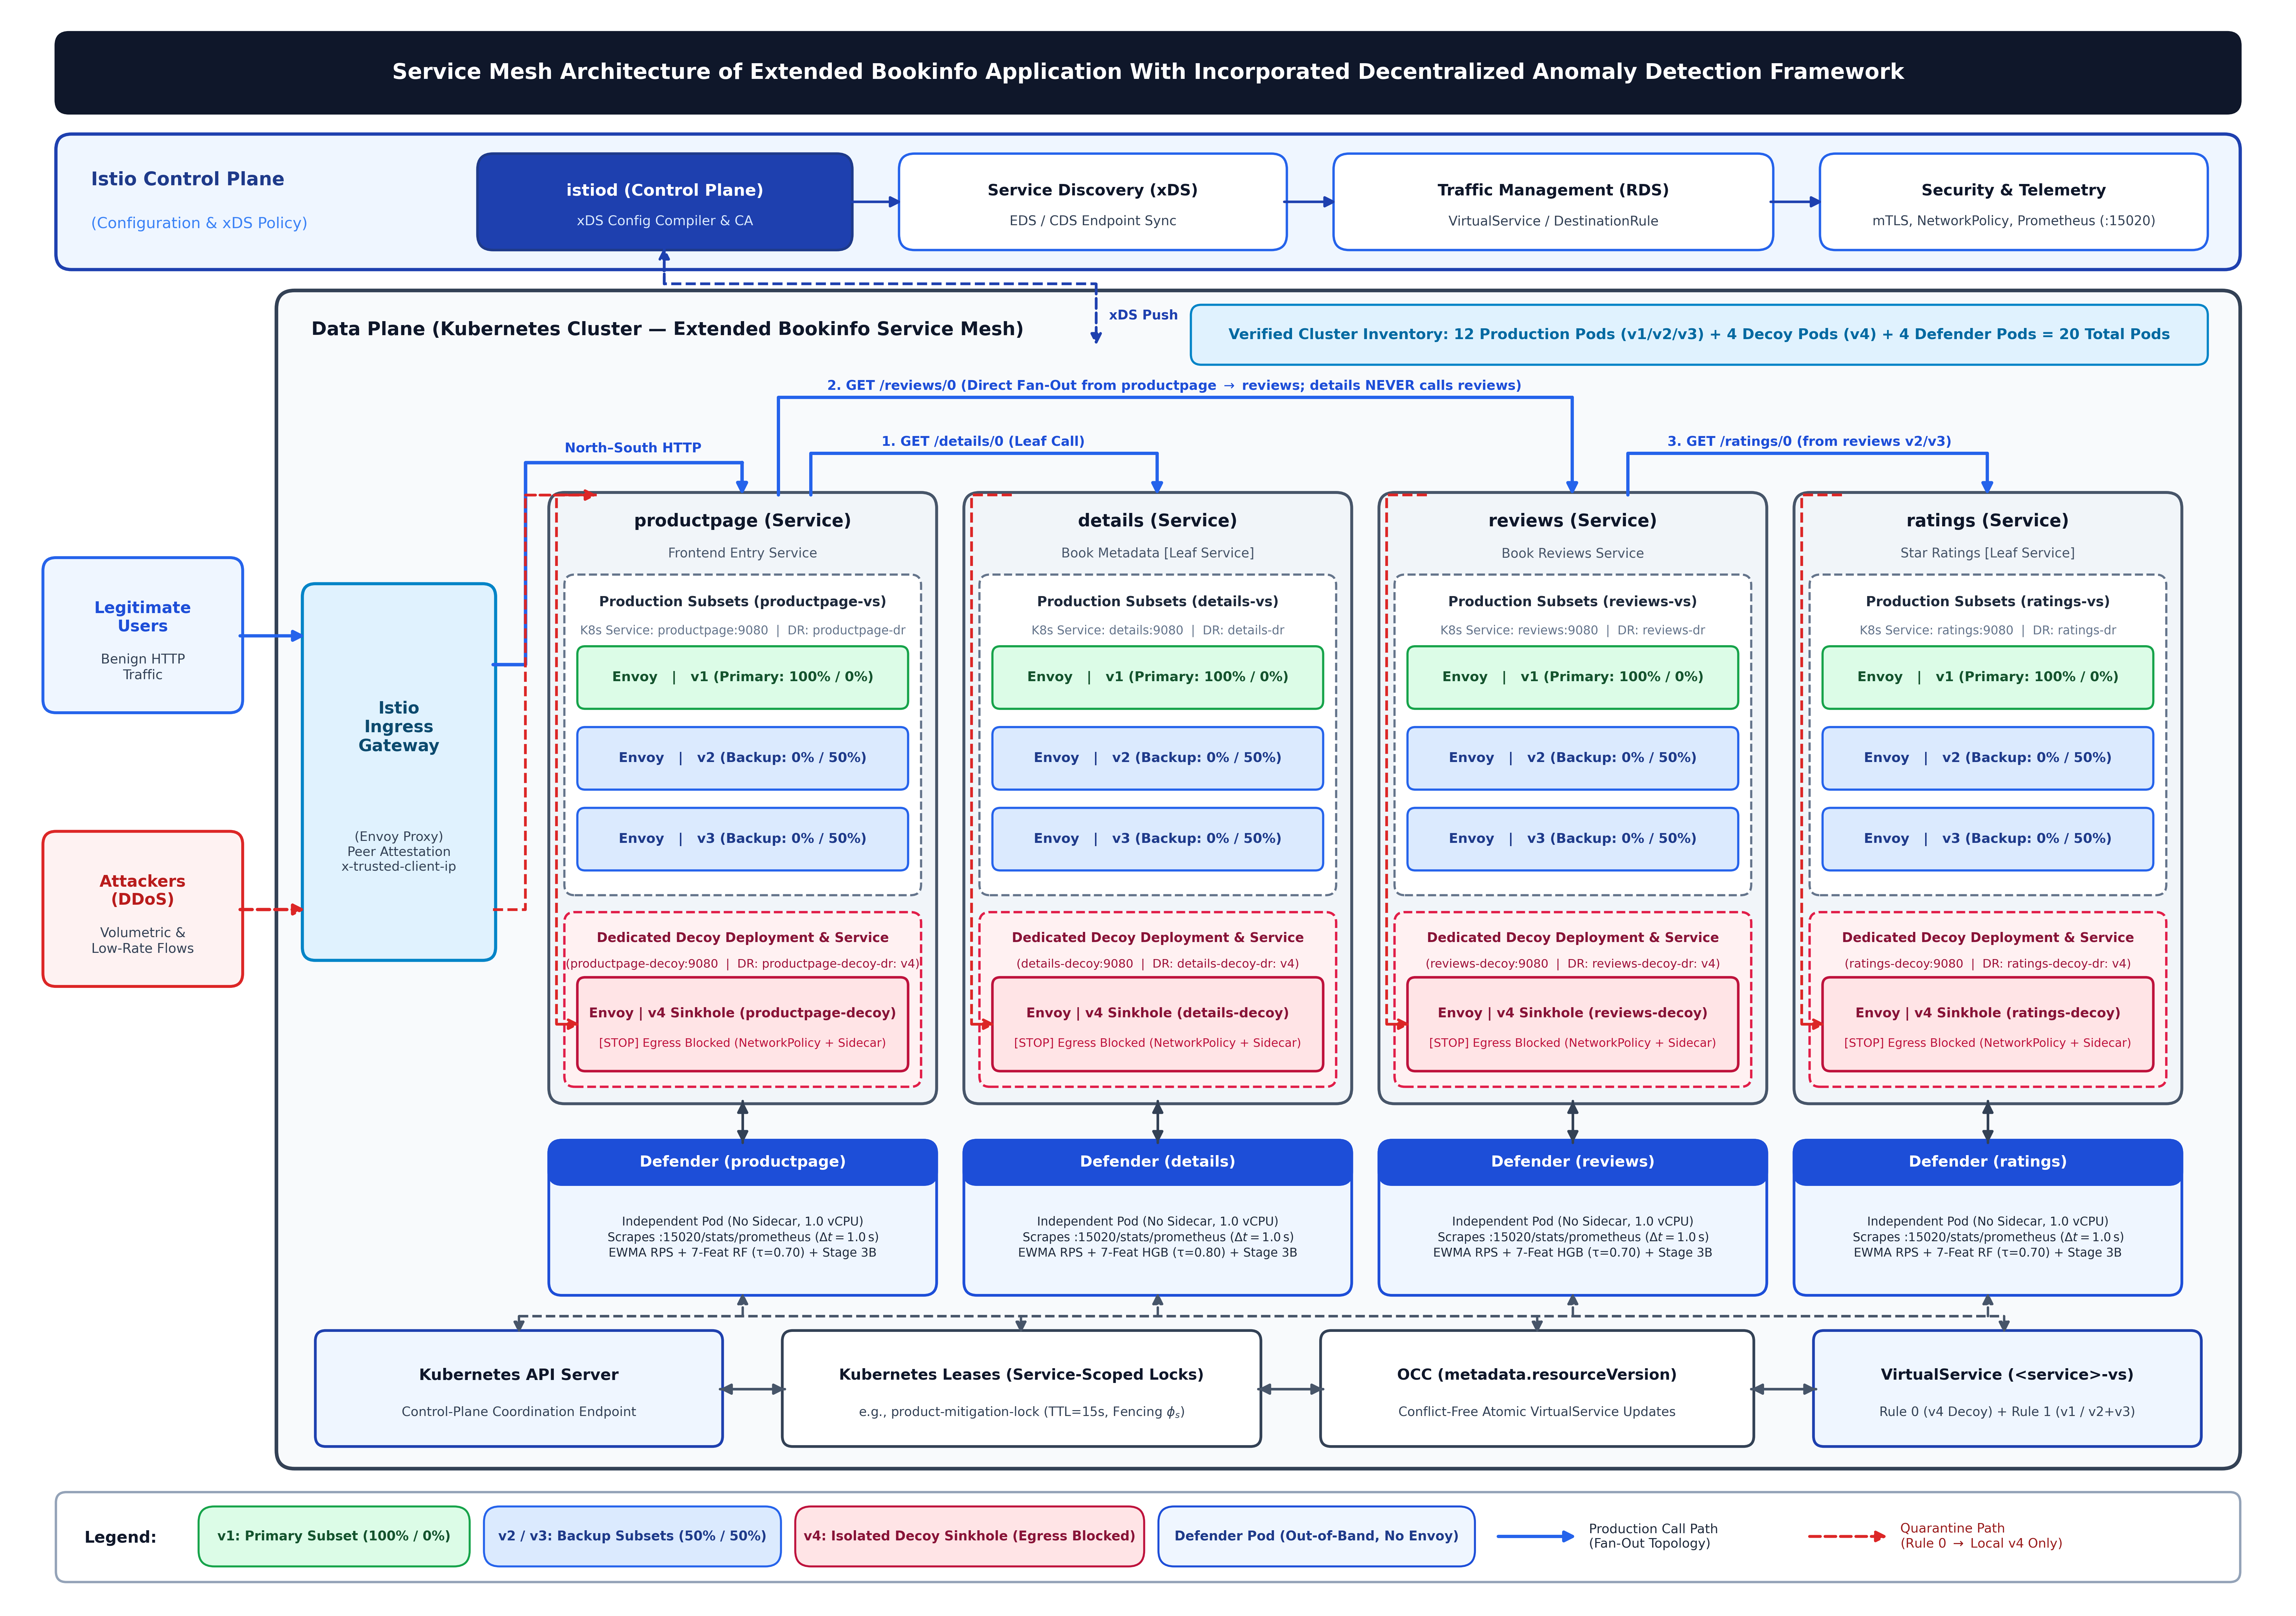 Service Mesh Architecture of Extended Bookinfo Application With Incorporated Decentralized Anomaly Detection Framework
Istio Control Plane
(Configuration & xDS Policy)
istiod (Control Plane)
xDS Config Compiler & CA
Service Discovery (xDS)
EDS / CDS Endpoint Sync
Traffic Management (RDS)
VirtualService / DestinationRule
Security & Telemetry
mTLS, NetworkPolicy, Prometheus (:15020)
Data Plane (Kubernetes Cluster — Extended Bookinfo Service Mesh)
xDS Push
Verified Cluster Inventory: 12 Production Pods (v1/v2/v3) + 4 Decoy Pods (v4) + 4 Defender Pods = 20 Total Pods
2. GET /reviews/0 (Direct Fan-Out from productpage → reviews; details NEVER calls reviews)
North–South HTTP
1. GET /details/0 (Leaf Call)
3. GET /ratings/0 (from reviews v2/v3)
Legitimate
Users
Benign HTTP
Traffic
Attackers
(DDoS)
Volumetric &
Low-Rate Flows
Istio
Ingress
Gateway
(Envoy Proxy)
Peer Attestation
x-trusted-client-ip
productpage (Service)
Frontend Entry Service
Production Subsets (productpage-vs)
K8s Service: productpage:9080 | DR: productpage-dr
Envoy | v1 (Primary: 100% / 0%)
Envoy | v2 (Backup: 0% / 50%)
Envoy | v3 (Backup: 0% / 50%)
Dedicated Decoy Deployment & Service
(productpage-decoy:9080 | DR: productpage-decoy-dr: v4)
Envoy | v4 Sinkhole (productpage-decoy)
[STOP] Egress Blocked (NetworkPolicy + Sidecar)
details (Service)
Book Metadata [Leaf Service]
Production Subsets (details-vs)
K8s Service: details:9080 | DR: details-dr
Envoy | v1 (Primary: 100% / 0%)
Envoy | v2 (Backup: 0% / 50%)
Envoy | v3 (Backup: 0% / 50%)
Dedicated Decoy Deployment & Service
(details-decoy:9080 | DR: details-decoy-dr: v4)
Envoy | v4 Sinkhole (details-decoy)
[STOP] Egress Blocked (NetworkPolicy + Sidecar)
reviews (Service)
Book Reviews Service
Production Subsets (reviews-vs)
K8s Service: reviews:9080 | DR: reviews-dr
Envoy | v1 (Primary: 100% / 0%)
Envoy | v2 (Backup: 0% / 50%)
Envoy | v3 (Backup: 0% / 50%)
Dedicated Decoy Deployment & Service
(reviews-decoy:9080 | DR: reviews-decoy-dr: v4)
Envoy | v4 Sinkhole (reviews-decoy)
[STOP] Egress Blocked (NetworkPolicy + Sidecar)
ratings (Service)
Star Ratings [Leaf Service]
Production Subsets (ratings-vs)
K8s Service: ratings:9080 | DR: ratings-dr
Envoy | v1 (Primary: 100% / 0%)
Envoy | v2 (Backup: 0% / 50%)
Envoy | v3 (Backup: 0% / 50%)
Dedicated Decoy Deployment & Service
(ratings-decoy:9080 | DR: ratings-decoy-dr: v4)
Envoy | v4 Sinkhole (ratings-decoy)
[STOP] Egress Blocked (NetworkPolicy + Sidecar)
Defender (productpage)
Independent Pod (No Sidecar, 1.0 vCPU)
Scrapes :15020/stats/prometheus (Δt = 1.0 s)
EWMA RPS + 7-Feat RF (τ=0.70) + Stage 3B
Defender (details)
Independent Pod (No Sidecar, 1.0 vCPU)
Scrapes :15020/stats/prometheus (Δt = 1.0 s)
EWMA RPS + 7-Feat HGB (τ=0.80) + Stage 3B
Defender (reviews)
Independent Pod (No Sidecar, 1.0 vCPU)
Scrapes :15020/stats/prometheus (Δt = 1.0 s)
EWMA RPS + 7-Feat HGB (τ=0.70) + Stage 3B
Defender (ratings)
Independent Pod (No Sidecar, 1.0 vCPU)
Scrapes :15020/stats/prometheus (Δt = 1.0 s)
EWMA RPS + 7-Feat RF (τ=0.70) + Stage 3B
Kubernetes API Server
Control-Plane Coordination Endpoint
Kubernetes Leases (Service-Scoped Locks)
e.g., product-mitigation-lock (TTL=15s, Fencing ϕₛ)
OCC (metadata.resourceVersion)
Conflict-Free Atomic VirtualService Updates
VirtualService (<service>-vs)
Rule 0 (v4 Decoy) + Rule 1 (v1 / v2+v3)
Legend:
v1: Primary Subset (100% / 0%)
v2 / v3: Backup Subsets (50% / 50%)
v4: Isolated Decoy Sinkhole (Egress Blocked)
Defender Pod (Out-of-Band, No Envoy)
Production Call Path
(Fan-Out Topology)
Quarantine Path
(Rule 0 → Local v4 Only)